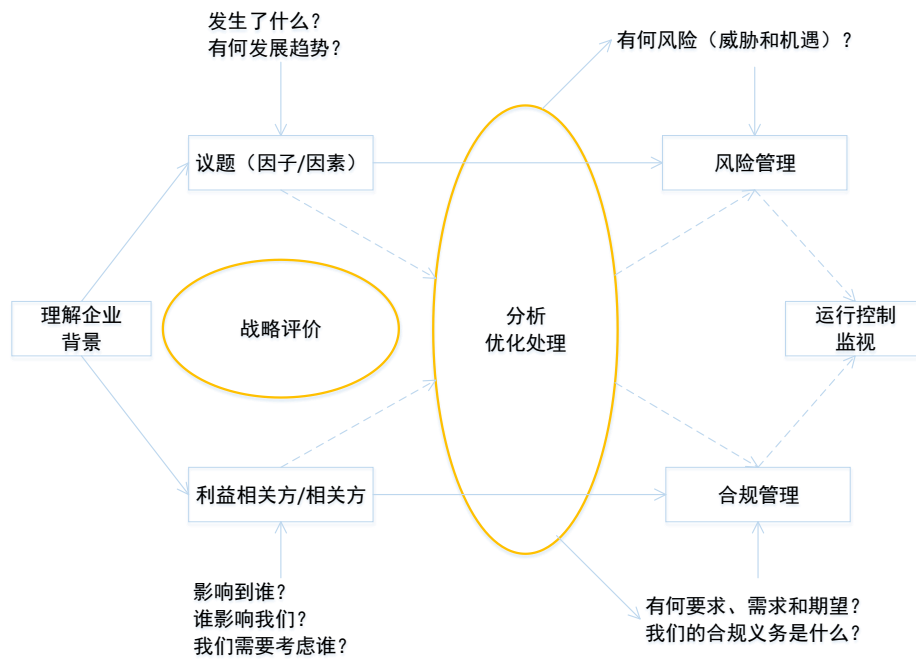 发生了什么？
有何发展趋势？
有何风险（威胁和机遇）？
议题（因子/因素）
风险管理
理解企业
背景
战略评价
分析
优化处理
运行控制
监视
利益相关方/相关方
合规管理
影响到谁？
谁影响我们？
我们需要考虑谁？
有何要求、需求和期望？
我们的合规义务是什么？